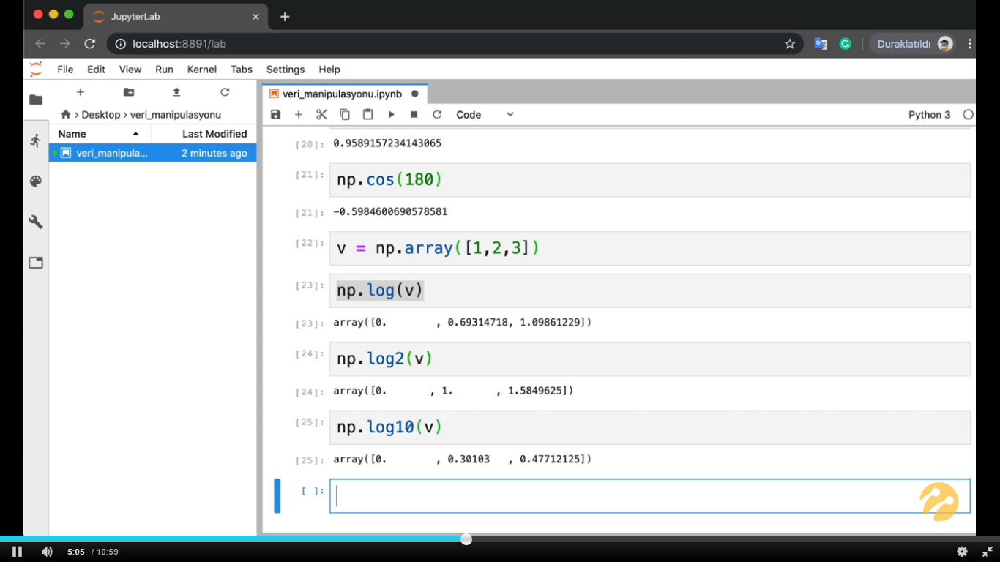 JupyterLab
localhost:8891/lab
Duraklatıldı
File Edit View Run Kernel Tabs Settings Help
Desktop > veri_manipulasyonu
Name Last Modified
veri_manipula... 2 minutes ago
veri_manipulasyonu.ipynb
Code
Python 3
[20]: 0.9589157234143065
[21]: np.cos(180)
[21]: -0.5984600690578581
[22]: v = np.array([1,2,3])
[23]: np.log(v)
[23]: array([0.        , 0.69314718, 1.09861229])
[24]: np.log2(v)
[24]: array([0.       , 1.       , 1.5849625])
[25]: np.log10(v)
[25]: array([0.        , 0.30103   , 0.47712125])
[ ]:
5:05 / 10:59